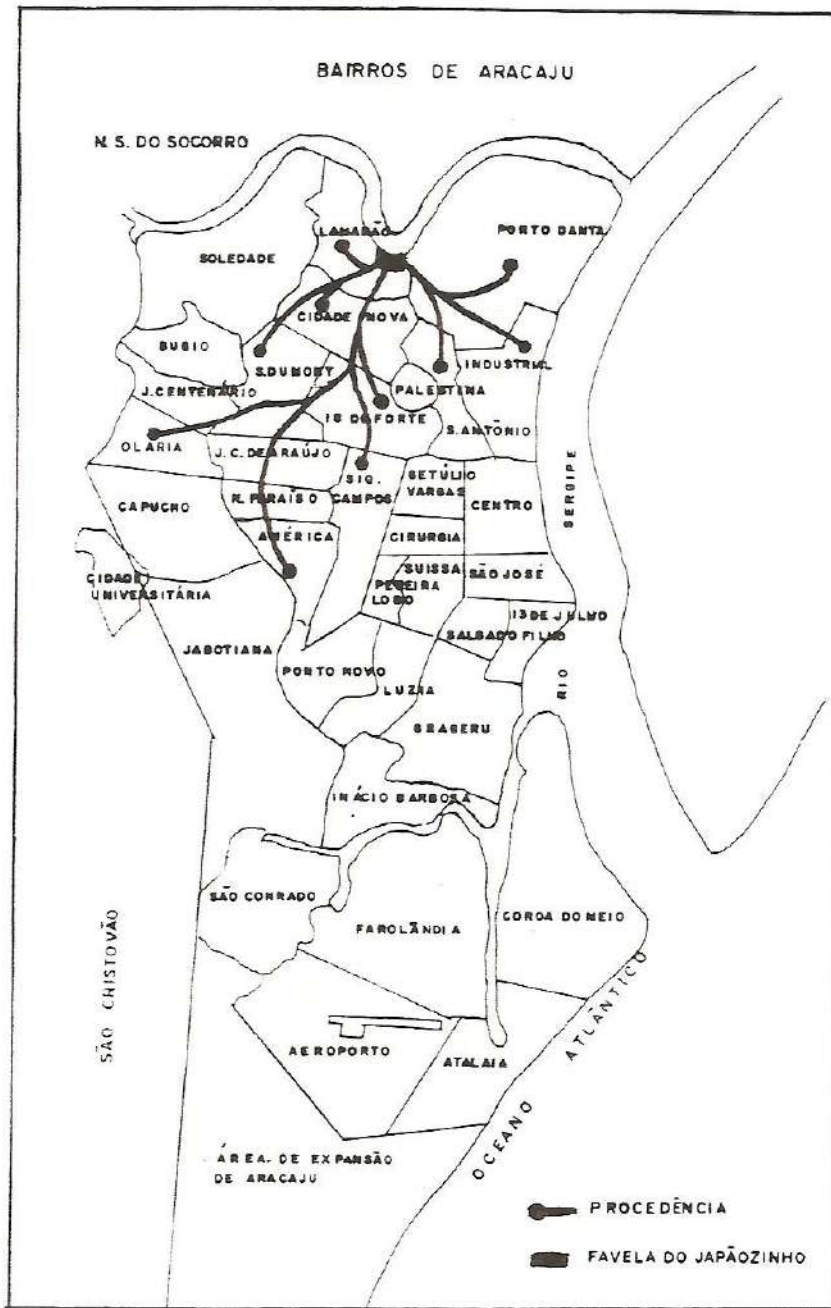 BAIRROS DE ARACAJU
N. S. DO SOCORRO
LAMARÃO
PORTO DANTA
SOLEDADE
CIDADE NOVA
BUGIO
S. DUMONT
INDUSTRIAL
J. CENTENÁRIO
PALESTINA
18 DO FORTE
S. ANTÔNIO
OLARIA
J. C. DE ARAÚJO
SIQ.
CAMPOS
GETÚLIO
VARGAS
CAPUCHO
N. PARAÍSO
CENTRO
AMÉRICA
CIRURGIA
SERGIPE
CIDADE
UNIVERSITÁRIA
SUISSA
SÃO JOSÉ
PEREIRA
LOBO
13 DE JULHO
SALGADO FILHO
JABOTIANA
PONTO NOVO
LUZIA
RIO
GRAGERU
INÁCIO BARBOSA
SÃO CONRADO
FAROLÂNDIA
COROA DO MEIO
SÃO CRISTOVÃO
AEROPORTO
ATALAIA
OCEANO ATLÂNTICO
ÁREA DE EXPANSÃO
DE ARACAJU
PROCEDÊNCIA
FAVELA DO JAPÃOZINHO